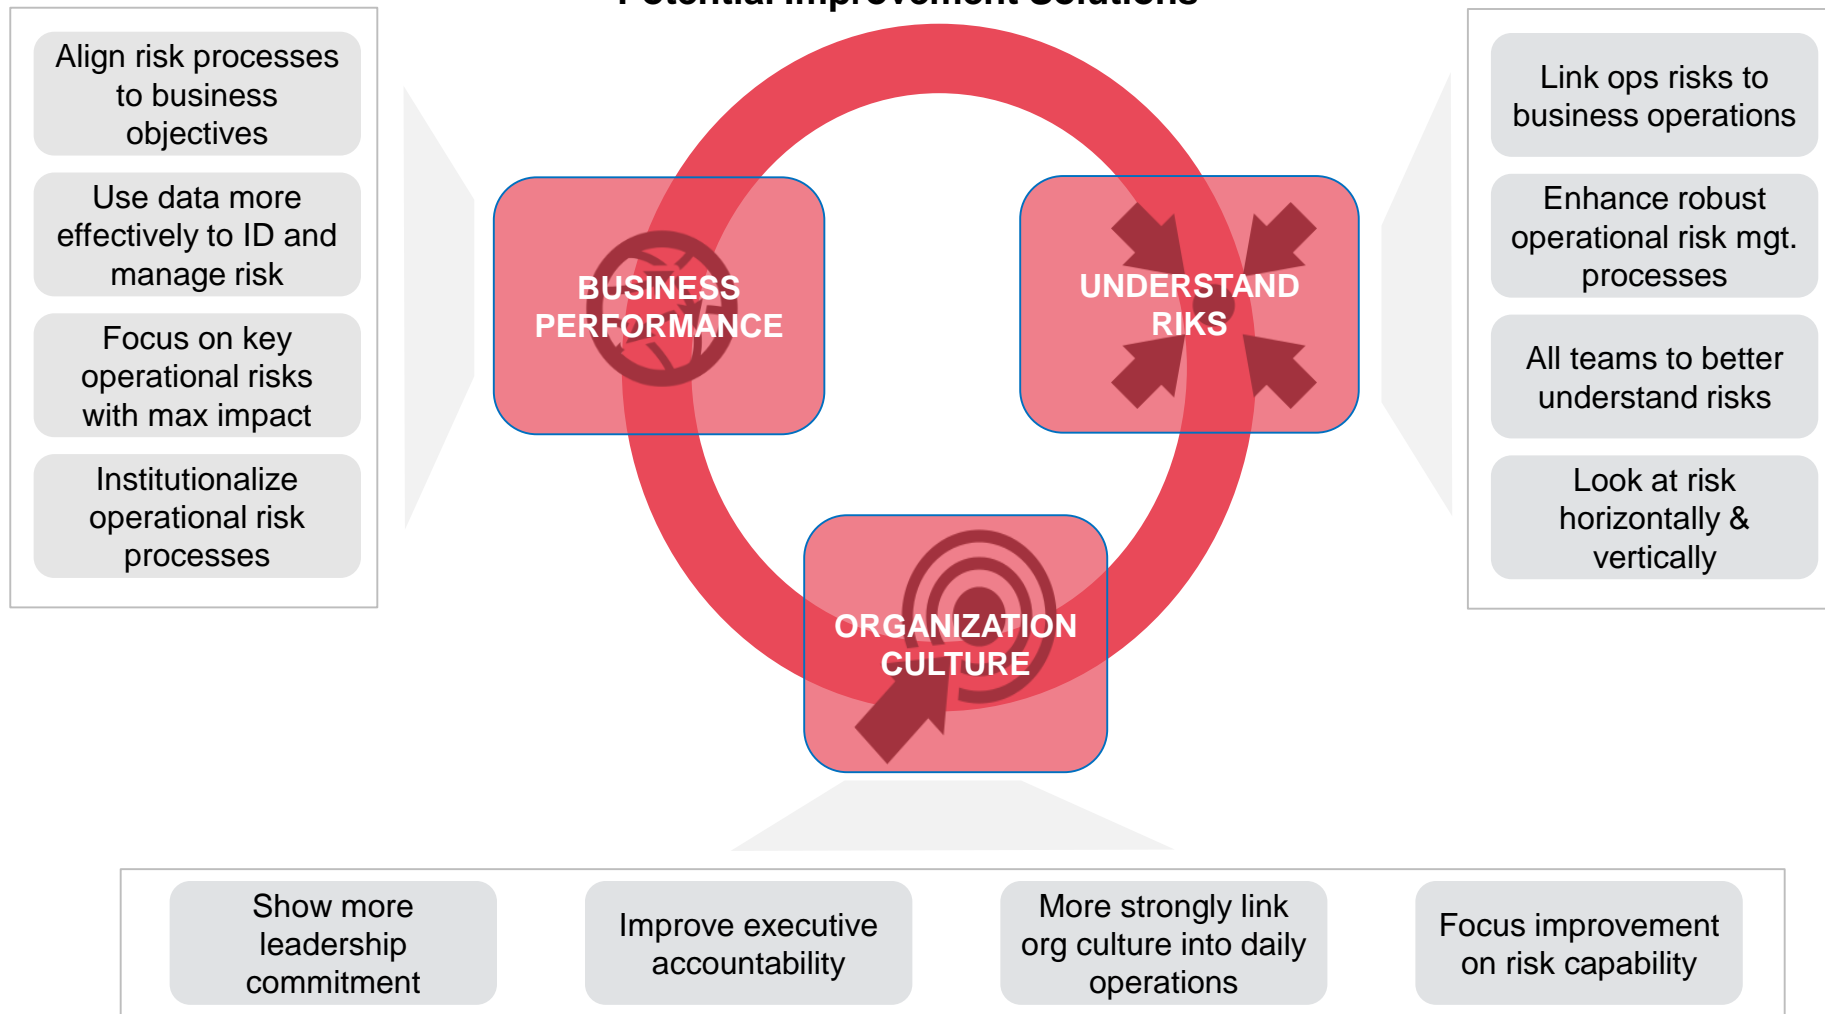 Potential Improvement Solutions
Align risk processes
to business
objectives
Use data more
effectively to ID and
manage risk
Focus on key
operational risks
with max impact
Institutionalize
operational risk
processes
BUSINESS
PERFORMANCE
UNDERSTAND
RIKS
ORGANIZATION
CULTURE
Link ops risks to
business operations
Enhance robust
operational risk mgt.
processes
All teams to better
understand risks
Look at risk
horizontally &
vertically
Show more
leadership
commitment
Improve executive
accountability
More strongly link
org culture into daily
operations
Focus improvement
on risk capability